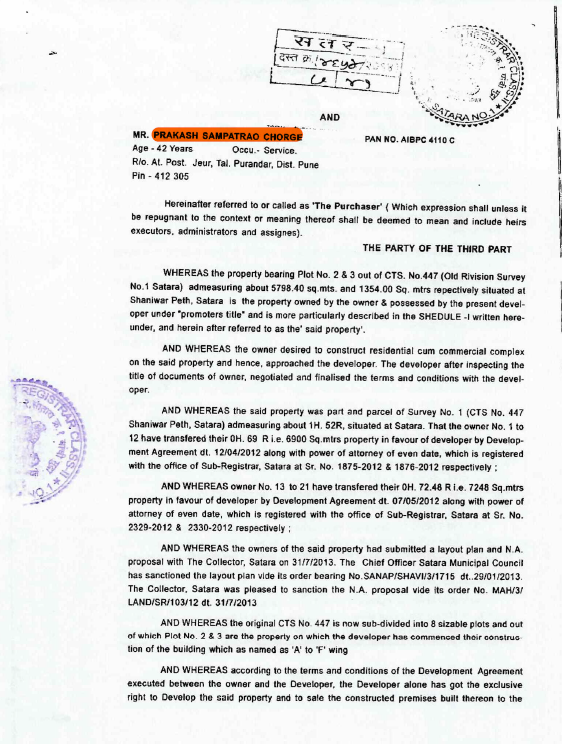 सतर - १
दस्त क्र.
AND
MR. PRAKASH SAMPATRAO CHORGE
PAN NO. AIBPC 4110 C
Age - 42 Years Occu.- Service.
R/o. At. Post. Jeur, Tal. Purandar, Dist. Pune
Pin - 412 305
Hereinafter referred to or called as 'The Purchaser' ( Which expression shall unless it
be repugnant to the context or meaning thereof shall be deemed to mean and include heirs
executors, administrators and assignes).
THE PARTY OF THE THIRD PART
WHEREAS the property bearing Plot No. 2 & 3 out of CTS. No.447 (Old Rivision Survey
No.1 Satara) admeasuring about 5798.40 sq.mts. and 1354.00 Sq. mtrs repectively situated at
Shaniwar Peth, Satara is the property owned by the owner & possessed by the present devel-
oper under "promoters title" and is more particularly described in the SHEDULE -I written here-
under, and herein after referred to as the' said property'.
AND WHEREAS the owner desired to construct residential cum commercial complex
on the said property and hence, approached the developer. The developer after inspecting the
title of documents of owner, negotiated and finalised the terms and conditions with the devel-
oper.
AND WHEREAS the said property was part and parcel of Survey No. 1 (CTS No. 447
Shaniwar Peth, Satara) admeasuring about 1H. 52R, situated at Satara. That the owner No. 1 to
12 have transfered their 0H. 69 R i.e. 6900 Sq.mtrs property in favour of developer by Develop-
ment Agreement dt. 12/04/2012 along with power of attorney of even date, which is registered
with the office of Sub-Registrar, Satara at Sr. No. 1875-2012 & 1876-2012 respectively ;
AND WHEREAS owner No. 13 to 21 have transfered their 0H. 72.48 R i.e. 7248 Sq.mtrs
property in favour of developer by Development Agreement dt. 07/05/2012 along with power of
attorney of even date, which is registered with the office of Sub-Registrar, Satara at Sr. No.
2329-2012 & 2330-2012 respectively ;
AND WHEREAS the owners of the said property had submitted a layout plan and N.A.
proposal with The Collector, Satara on 31/7/2013. The Chief Officer Satara Municipal Council
has sanctioned the layout plan vide its order bearing No.SANAP/SHAVI/3/1715 dt..29/01/2013.
The Collector, Satara was pleased to sanction the N.A. proposal vide its order No. MAH/3/
LAND/SR/103/12 dt. 31/7/2013
AND WHEREAS the original CTS No. 447 is now sub-divided into 8 sizable plots and out
of which Plot No. 2 & 3 are the property on which the developer has commenced their construc-
tion of the building which as named as 'A' to 'F' wing
AND WHEREAS according to the terms and conditions of the Development Agreement
executed between the owner and the Developer, the Developer alone has got the exclusive
right to Develop the said property and to sale the constructed premises built thereon to the